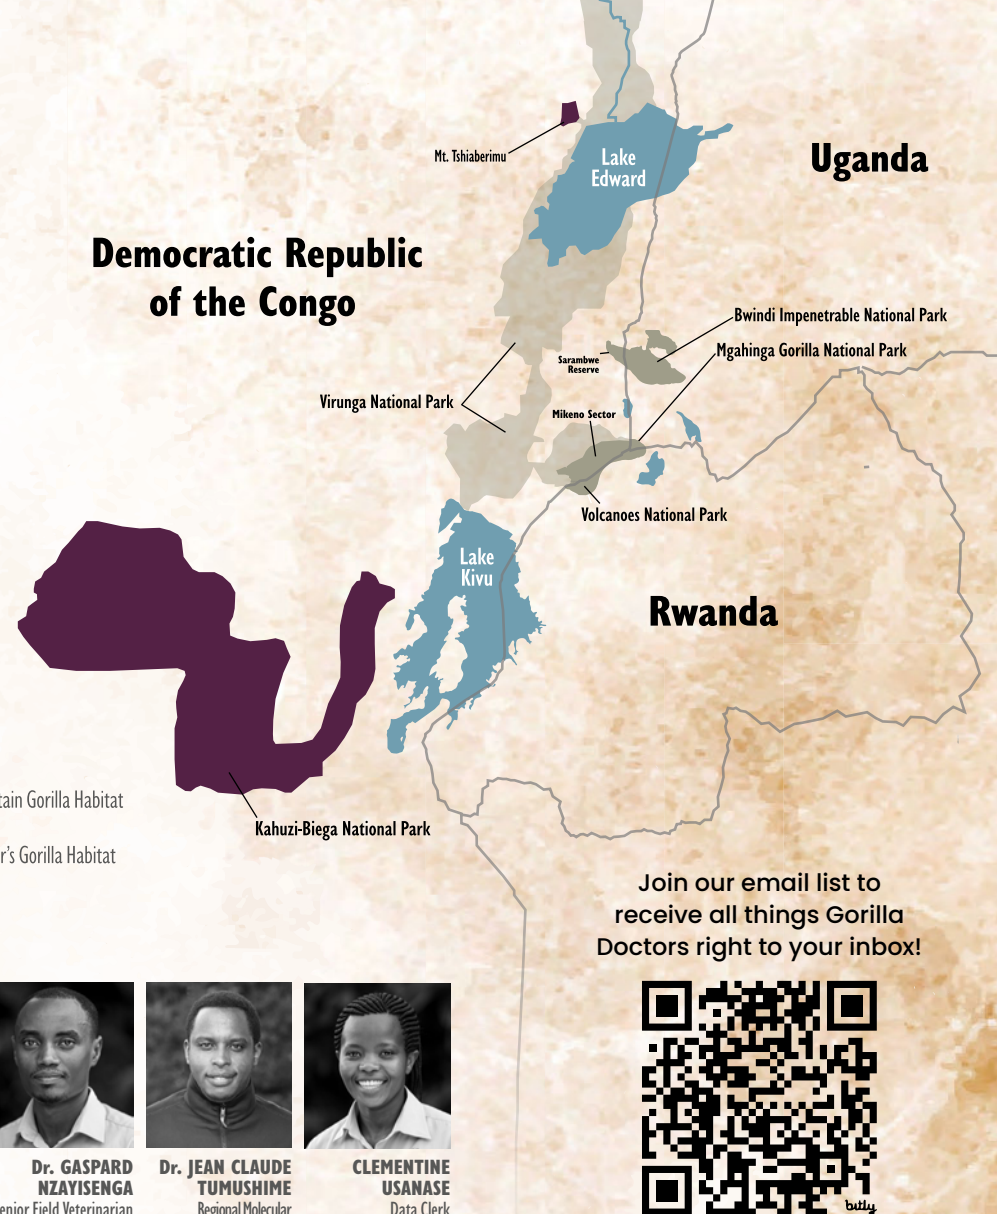 Mt. Tshiaberimu
Lake
Edward
Uganda
Democratic Republic
of the Congo
Bwindi Impenetrable National Park
Mgahinga Gorilla National Park
Sarambwe
Reserve
Virunga National Park
Mikeno Sector
Volcanoes National Park
Lake
Kivu
Rwanda
Gorilla Habitat
Kahuzi-Biega National Park
Gorilla Habitat
Join our email list to
receive all things Gorilla
Doctors right to your inbox!
bitly
Dr. GASPARD
NZAYISENGA
Field Veterinarian
Dr. JEAN CLAUDE
TUMUSHIME
Regional Molecular
CLEMENTINE
USANASE
Data Clerk